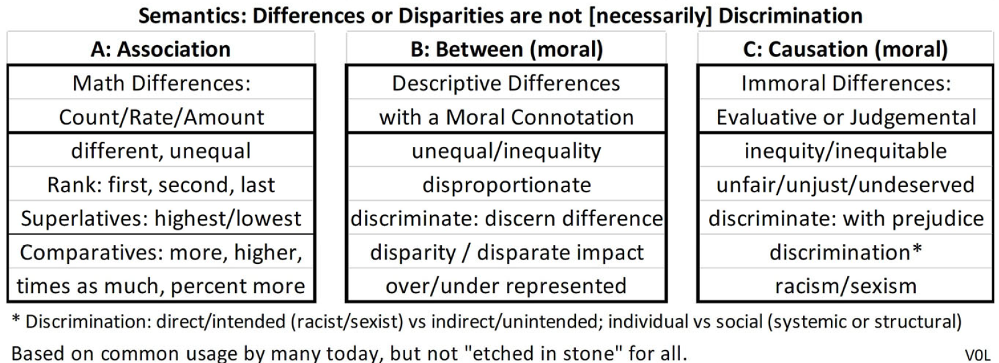 Semantics: Differences or Disparities are not [necessarily] Discrimination
A: Association
Math Differences:
Count/Rate/Amount
different, unequal
Rank: first, second, last
Superlatives: highest/lowest
Comparatives: more, higher,
times as much, percent more
B: Between (moral)
Descriptive Differences
with a Moral Connotation
unequal/inequality
disproportionate
discriminate: discern difference
disparity / disparate impact
over/under represented
C: Causation (moral)
Immoral Differences:
Evaluative or Judgemental
inequity/inequitable
unfair/unjust/undeserved
discriminate: with prejudice
discrimination*
racism/sexism
* Discrimination: direct/intended (racist/sexist) vs indirect/unintended; individual vs social (systemic or structural)
Based on common usage by many today, but not "etched in stone" for all.
V0L